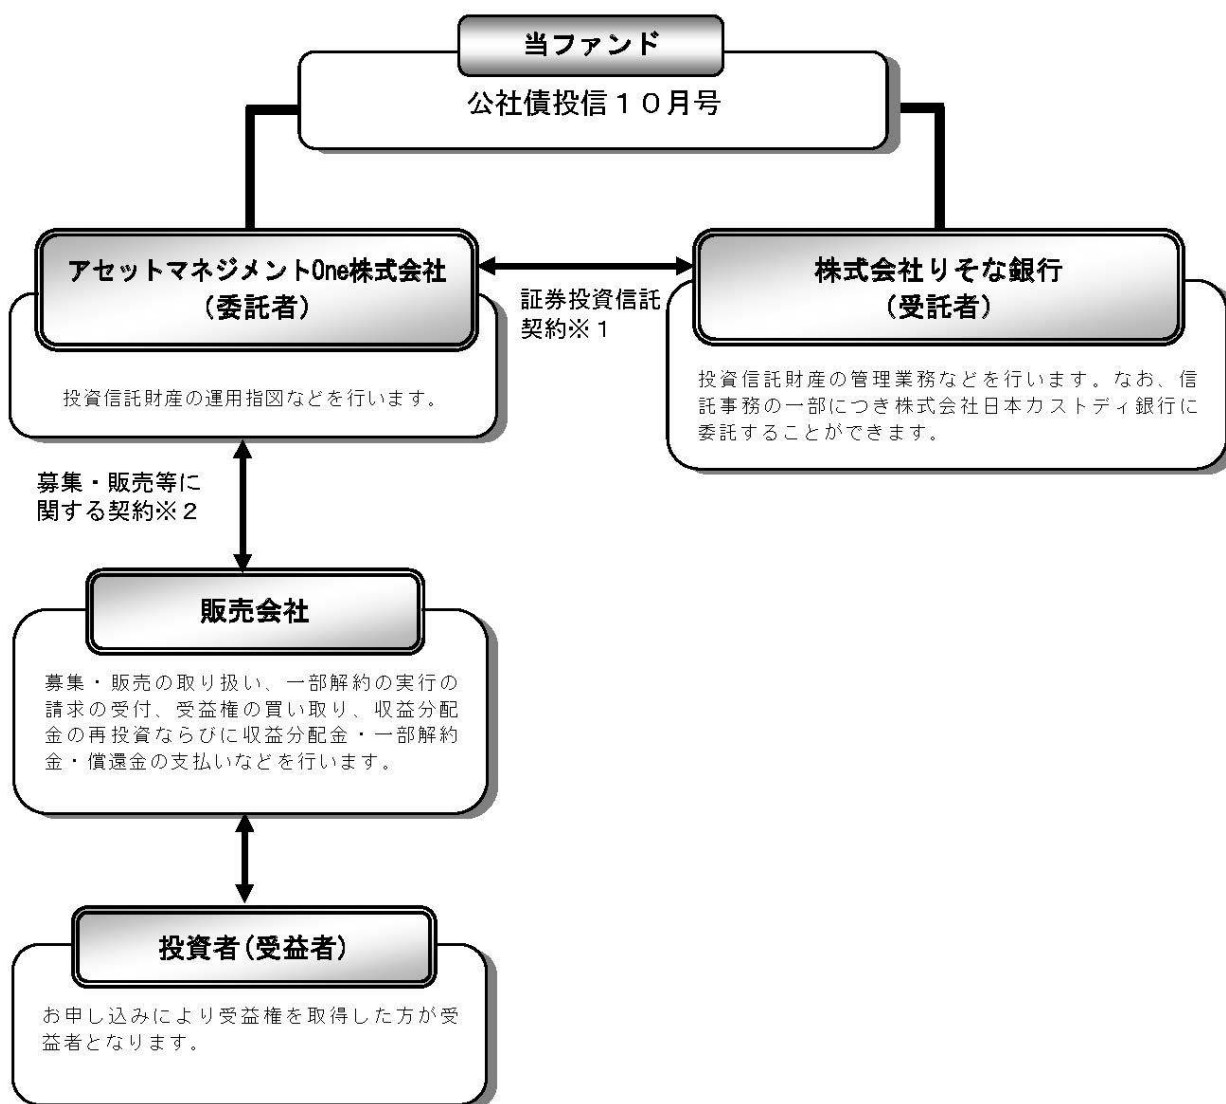 当ファンド
公社債投信１０月号
アセットマネジメントOne株式会社
（委託者）
投資信託財産の運用指図などを行います。
証券投資信託
契約※１
株式会社りそな銀行
（受託者）
投資信託財産の管理業務などを行います。なお、信
託事務の一部につき株式会社日本カストディ銀行に
委託することができます。
募集・販売等に
関する契約※２
販売会社
募集・販売の取り扱い、一部解約の実行の
請求の受付、受益権の買い取り、収益分配
金の再投資ならびに収益分配金・一部解約
金・償還金の支払いなどを行います。
投資者（受益者）
お申し込みにより受益権を取得した方が受
益者となります。